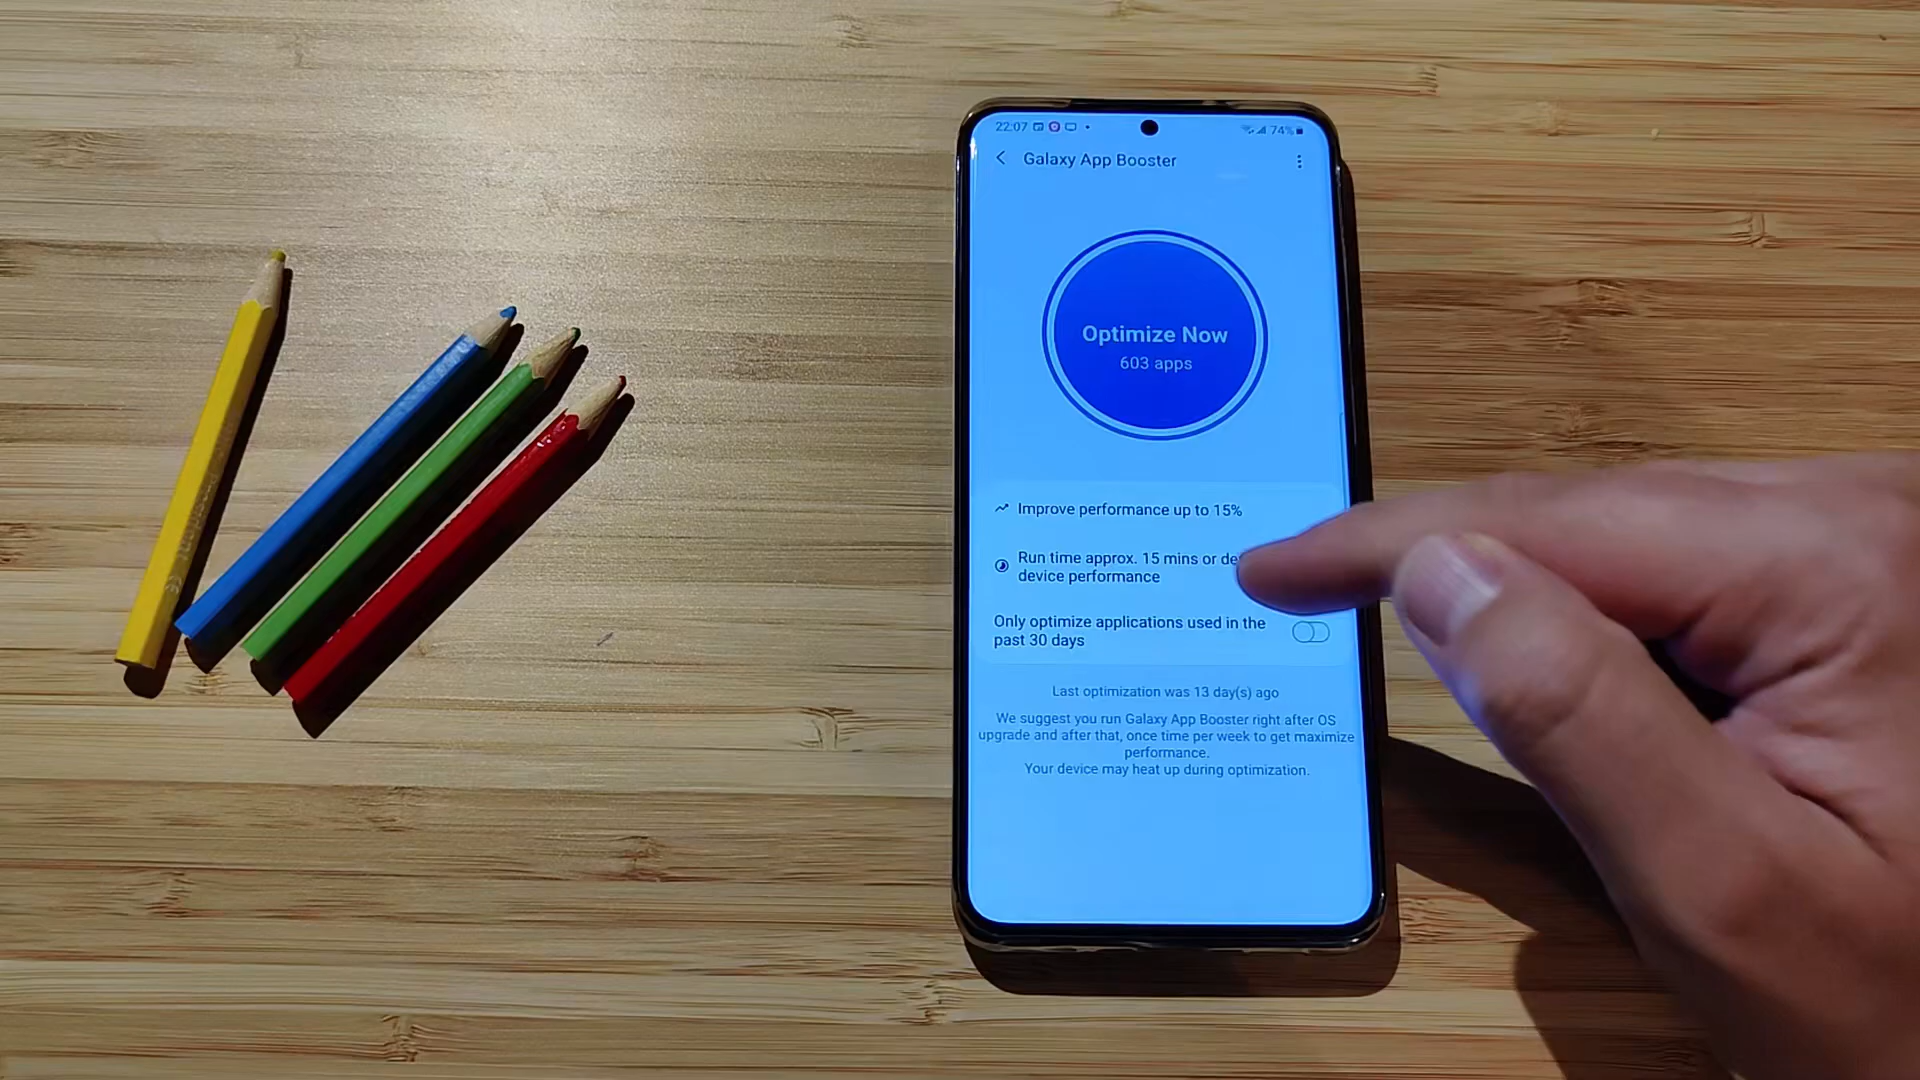 22:07
74%
Galaxy App Booster
Optimize Now
603 apps
Improve performance up to 15%
Run time approx. 15 mins or
device performance
Only optimize applications used in the
past 30 days
Last optimization was 13 day(s) ago
We suggest you run Galaxy App Booster right after OS
upgrade and after that, once time per week to get maximize
performance.
Your device may heat up during optimization.